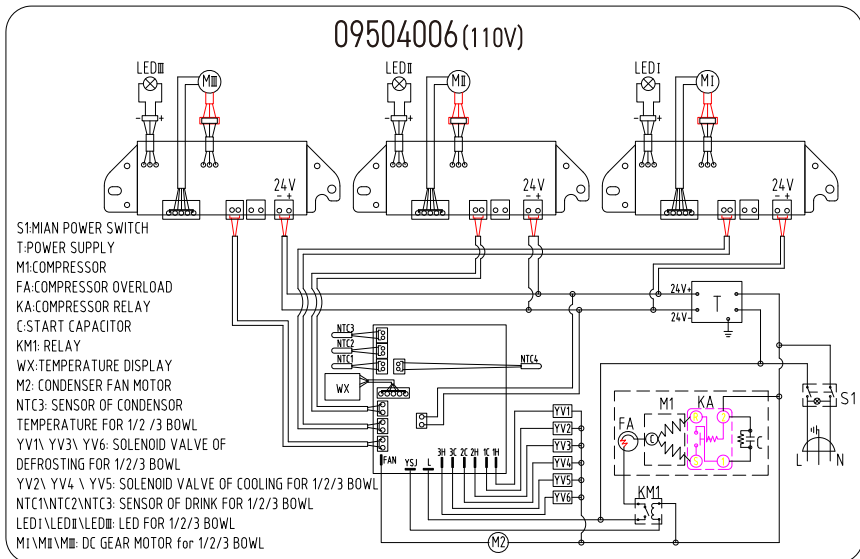 09504006(110V)
LEDⅢ MⅢ LEDⅡ MⅡ LEDⅠ MⅠ
- + - + - +
24V 24V 24V
- + - + - +
S1:MIAN POWER SWITCH
T:POWER SUPPLY
M1:COMPRESSOR
FA:COMPRESSOR OVERLOAD
KA:COMPRESSOR RELAY
C:START CAPACITOR
KM1: RELAY
WX:TEMPERATURE DISPLAY
M2: CONDENSER FAN MOTOR
NTC3: SENSOR OF CONDENSOR
TEMPERATURE FOR 1/2 /3 BOWL
YV1\ YV3\ YV6: SOLENOID VALVE OF
DEFROSTING FOR 1/2/3 BOWL
YV2\ YV4 \ YV5: SOLENOID VALVE OF COOLING FOR 1/2/3 BOWL
NTC1\NTC2\NTC3: SENSOR OF DRINK FOR 1/2/3 BOWL
LEDⅠ\LEDⅡ\LEDⅢ: LED FOR 1/2/3 BOWL
MⅠ\MⅡ\MⅢ: DC GEAR MOTOR for 1/2/3 BOWL
24V+
T
24V-
NTC3
NTC2
NTC1
NTC4
WX
FAN YSJ L 3H 3C 2C 2H 1C 1H
YV1
YV2
YV3
YV4
YV5
YV6
M2
M1 KA
FA
C
C
KM1
S1
L N